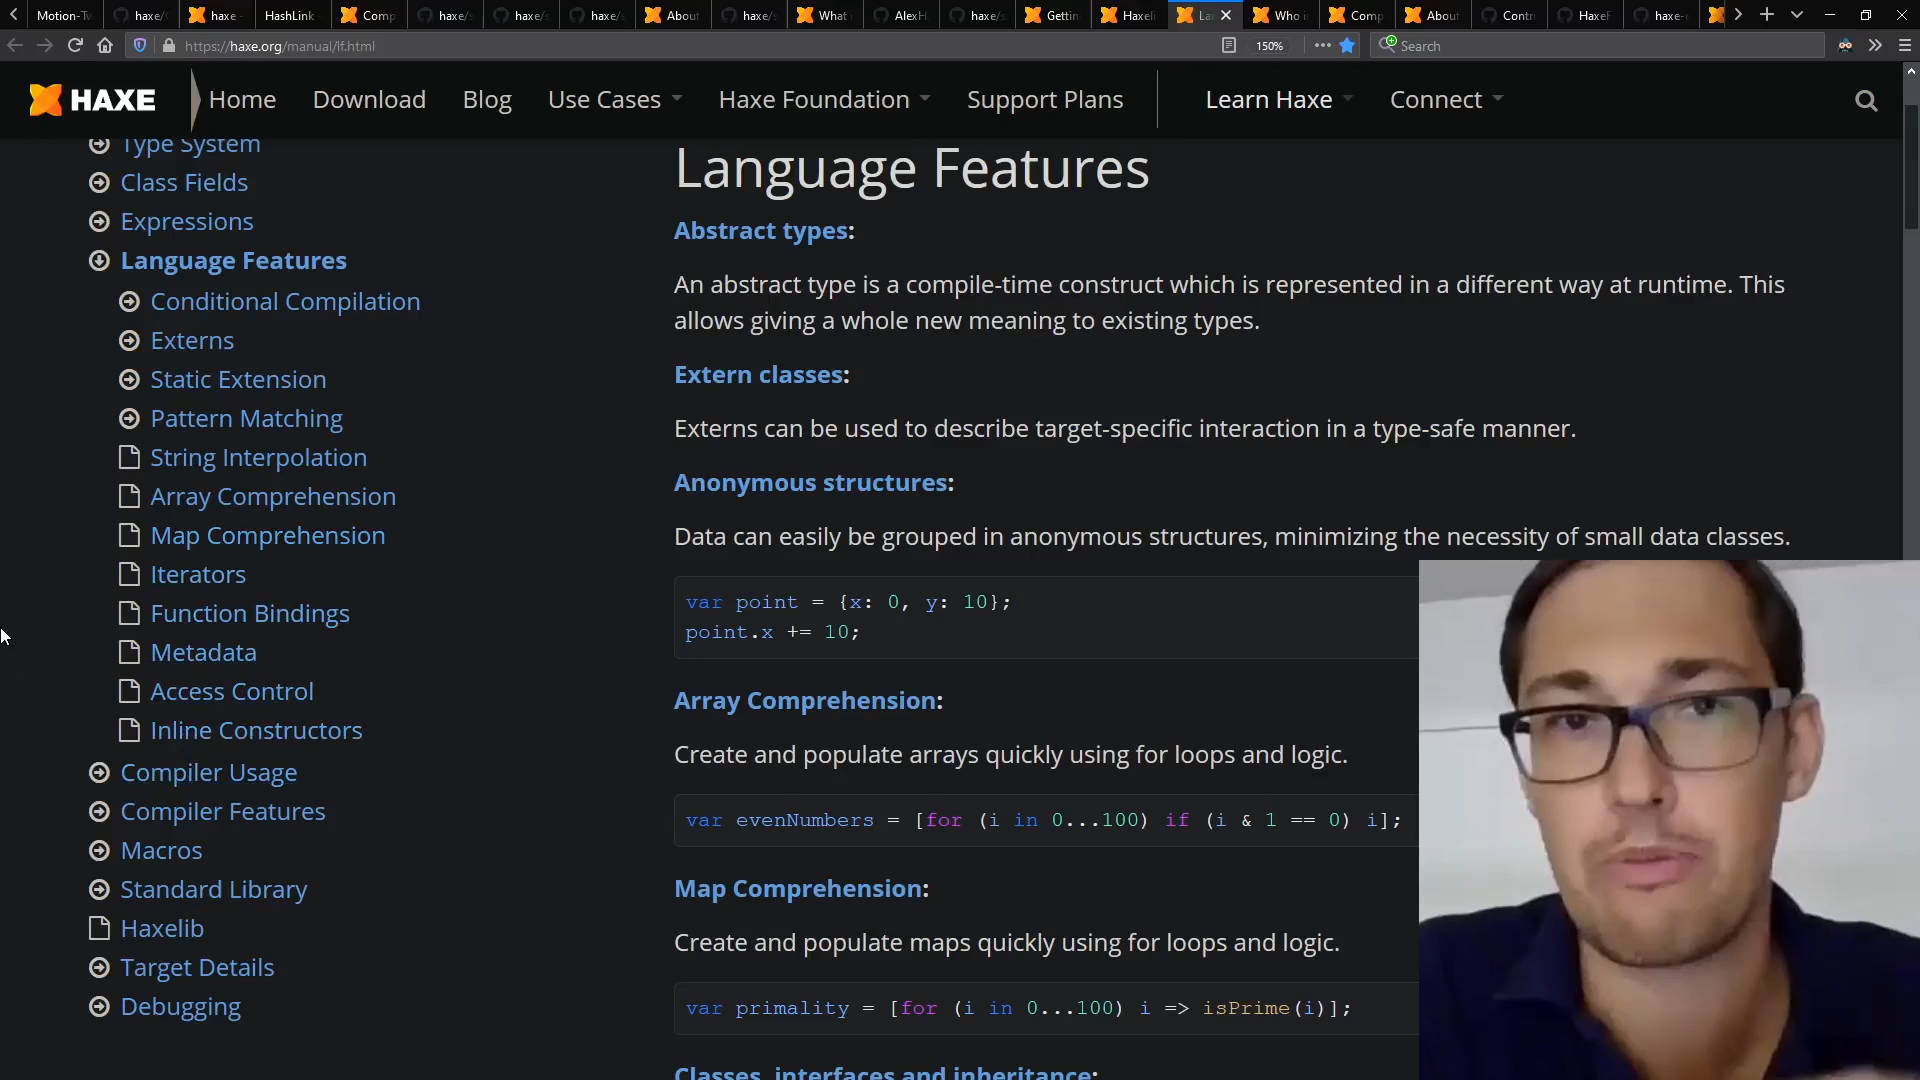 Motion-Tw
haxe/
haxe -
HashLink
Comp
haxe/
haxe/
haxe/
About
haxe/
What
AlexH
haxe/
Gettin
Haxeli
La
Who i
Comp
About
Contr
HaxeF
haxe-
https://haxe.org/manual/lf.html
150%
Search
HAXE
Home
Download
Blog
Use Cases
Haxe Foundation
Support Plans
Learn Haxe
Connect
Type System
Class Fields
Expressions
Language Features
Conditional Compilation
Externs
Static Extension
Pattern Matching
String Interpolation
Array Comprehension
Map Comprehension
Iterators
Function Bindings
Metadata
Access Control
Inline Constructors
Compiler Usage
Compiler Features
Macros
Standard Library
Haxelib
Target Details
Debugging
Language Features
Abstract types:
An abstract type is a compile-time construct which is represented in a different way at runtime. This
allows giving a whole new meaning to existing types.
Extern classes:
Externs can be used to describe target-specific interaction in a type-safe manner.
Anonymous structures:
Data can easily be grouped in anonymous structures, minimizing the necessity of small data classes.
var point = {x: 0, y: 10};
point.x += 10;
Array Comprehension:
Create and populate arrays quickly using for loops and logic.
var evenNumbers = [for (i in 0...100) if (i & 1 == 0) i];
Map Comprehension:
Create and populate maps quickly using for loops and logic.
var primality = [for (i in 0...100) i => isPrime(i)];
Classes, interfaces and inheritance: